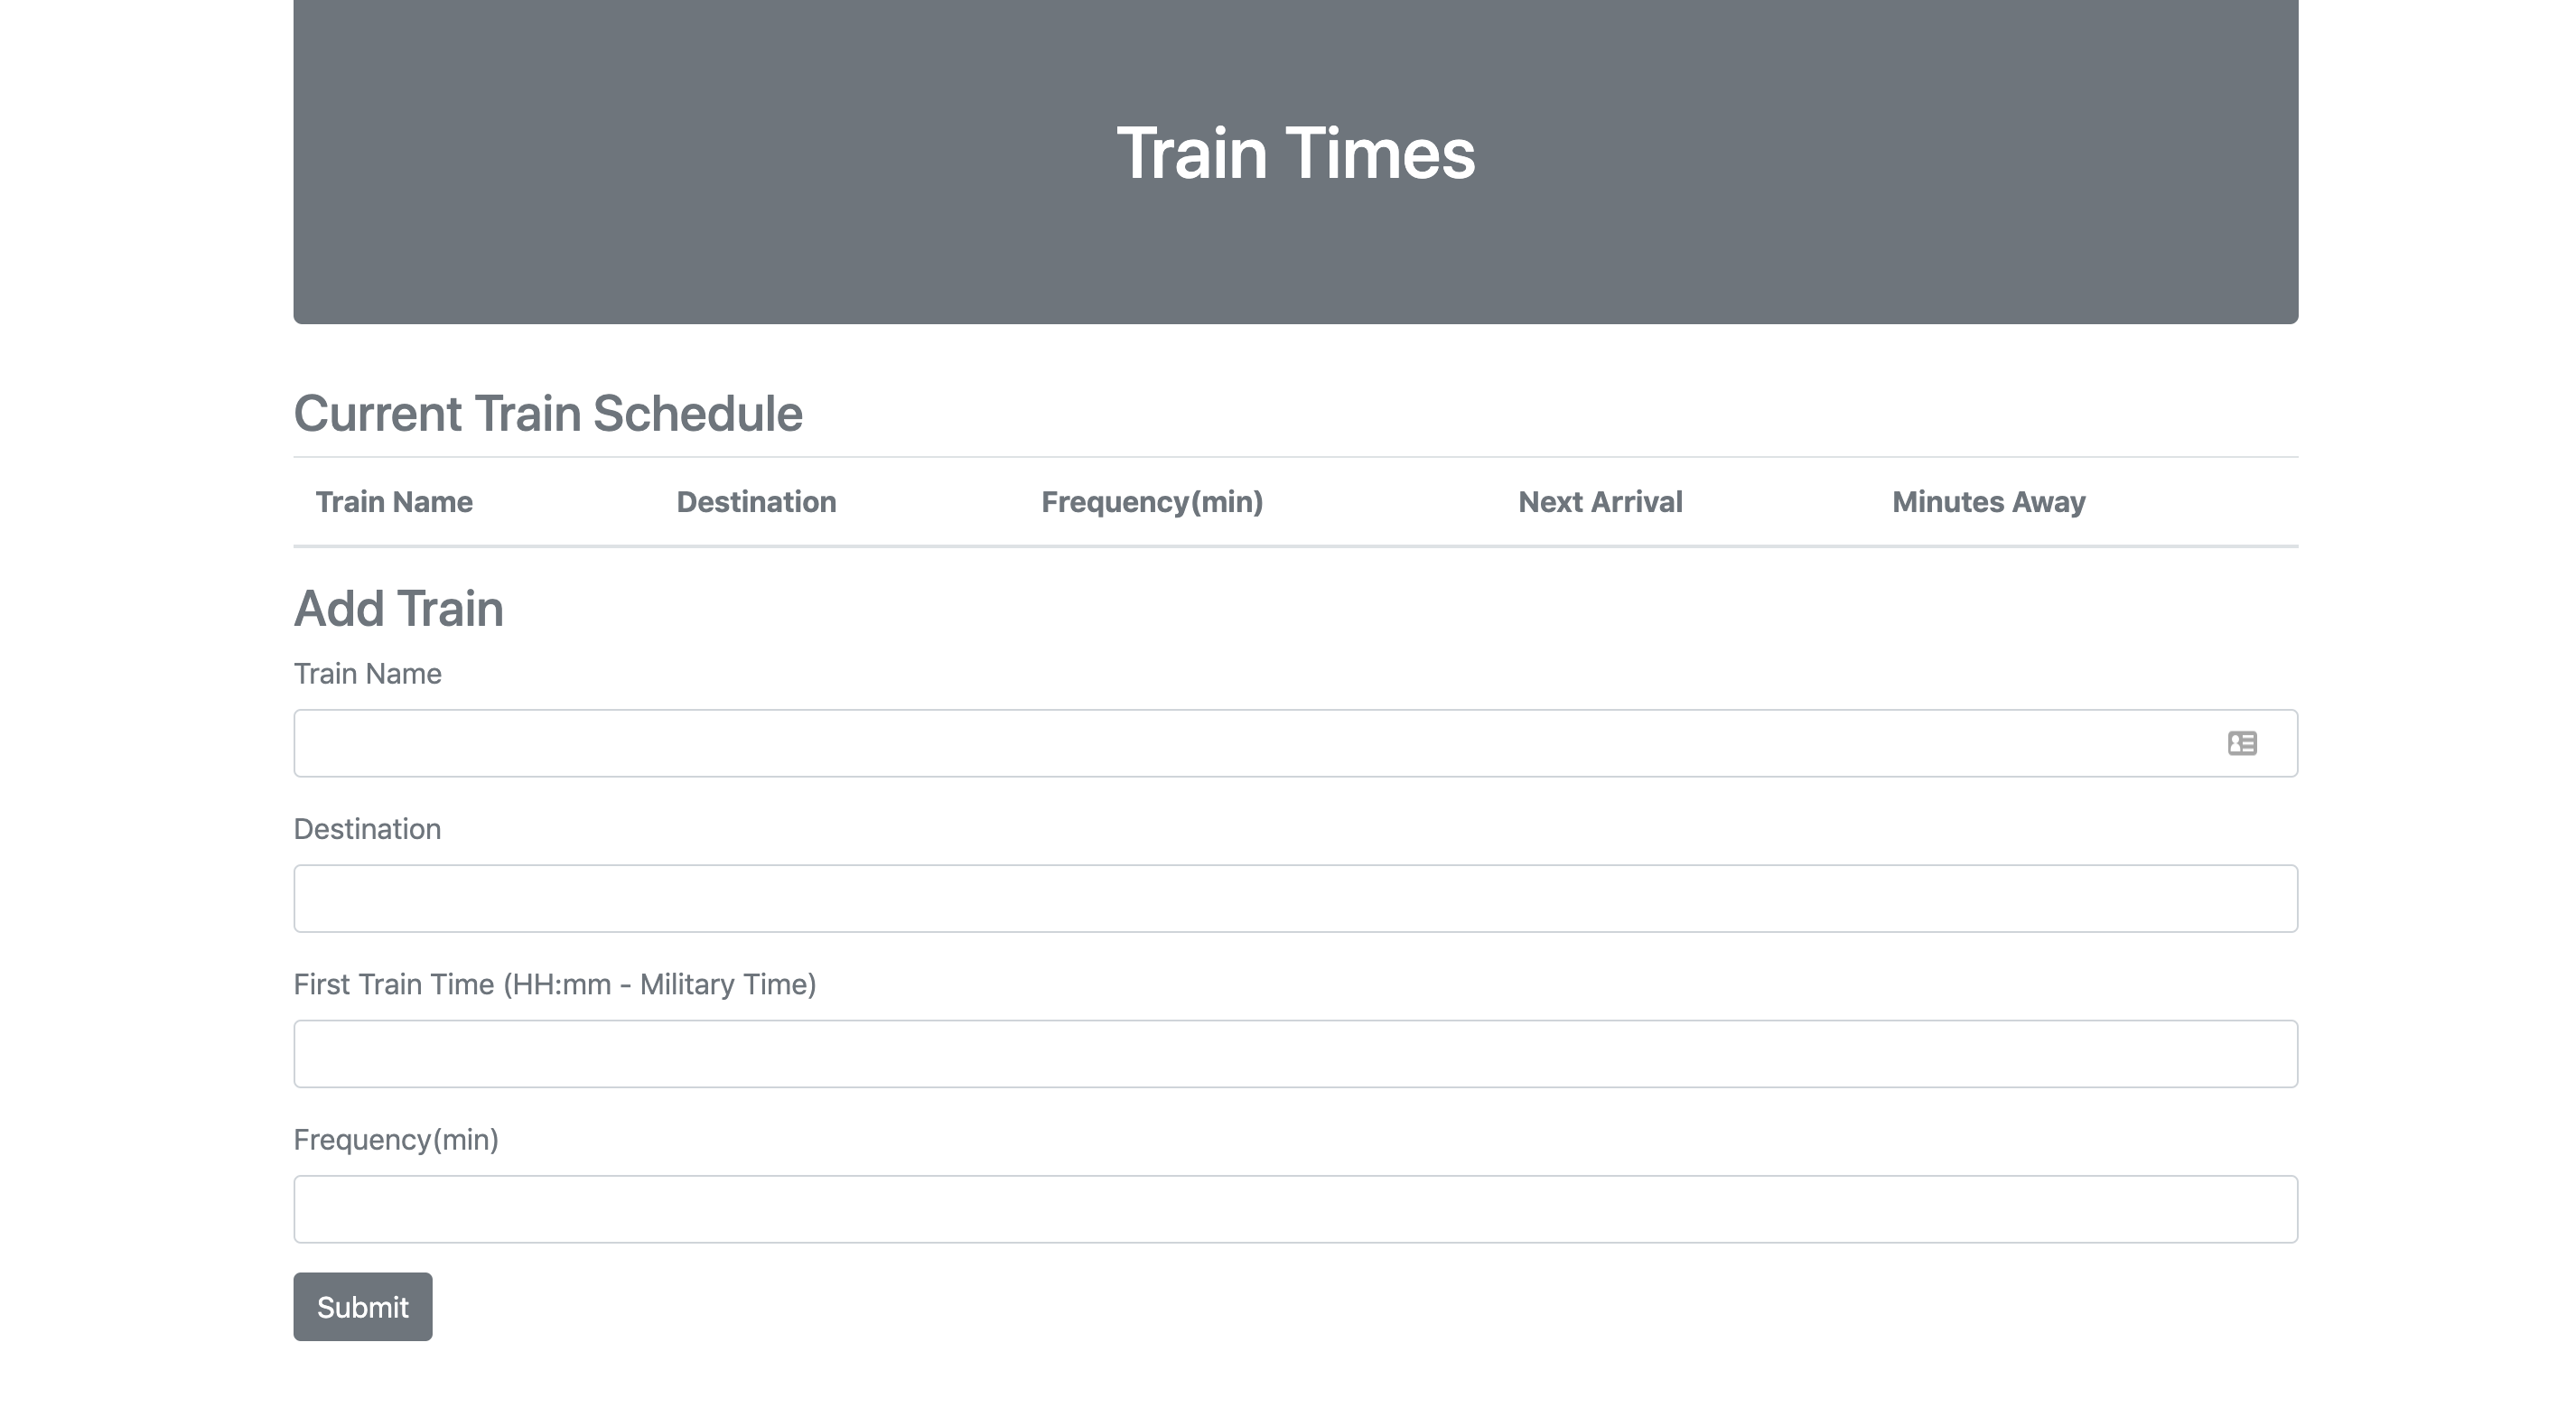 Train Times
Current Train Schedule
Train Name Destination Frequency(min) Next Arrival Minutes Away
Add Train
Train Name
Destination
First Train Time (HH:mm - Military Time)
Frequency(min)
Submit